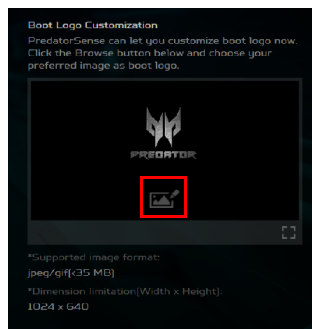 Boot Logo Customization
PredatorSense can let you customize boot logo now.
Click the Browse button below and choose your
preferred image as boot logo.
PREDATOR
*Supported image format:
jpeg/gif(<35 MB)
*Dimension limitation(Width x Height):
1024 x 640